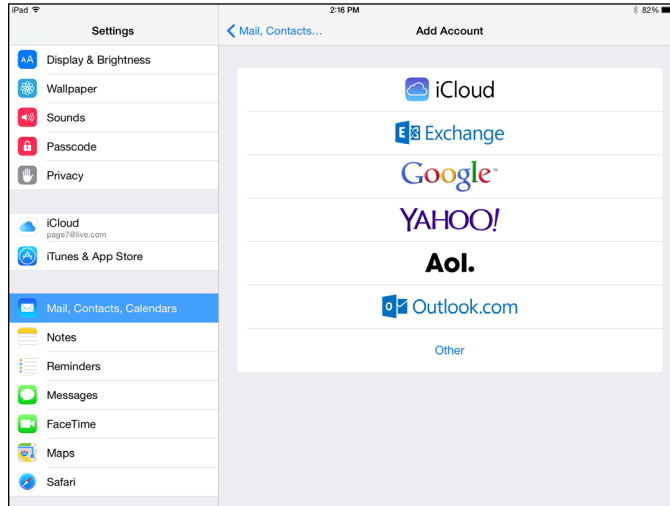 iPad 2:16 PM 82%
Settings
Display & Brightness
Wallpaper
Sounds
Passcode
Privacy
iCloud
page7@live.com
iTunes & App Store
Mail, Contacts, Calendars
Notes
Reminders
Messages
FaceTime
Maps
Safari
Mail, Contacts... Add Account
iCloud
Exchange
Google™
YAHOO!
Aol.
Outlook.com
Other